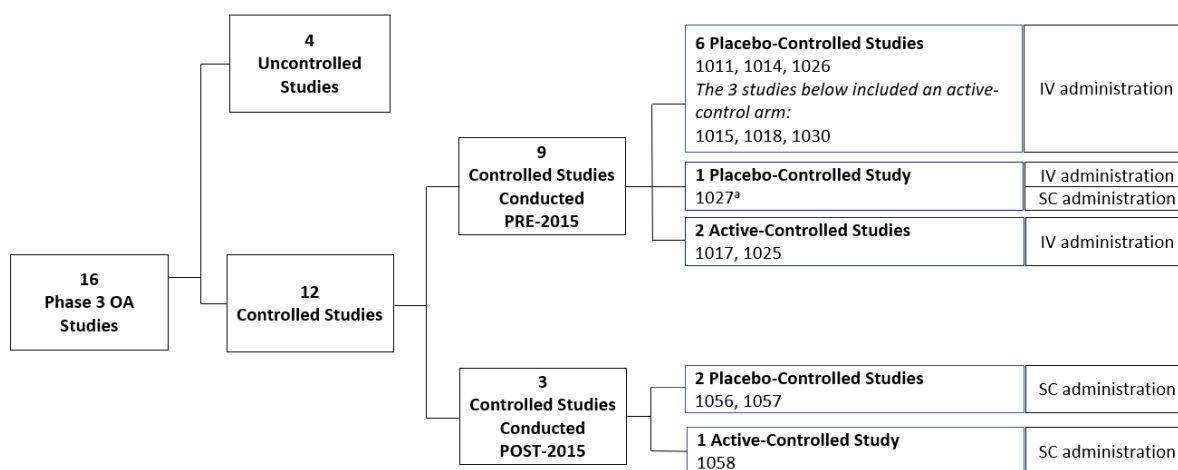 4
Uncontrolled
Studies
6 Placebo-Controlled Studies
1011, 1014, 1026
The 3 studies below included an active-
control arm:
1015, 1018, 1030
IV administration
9
Controlled Studies
Conducted
PRE-2015
1 Placebo-Controlled Study
1027ª
IV administration
SC administration
2 Active-Controlled Studies
1017, 1025
IV administration
16
Phase 3 OA
Studies
12
Controlled Studies
3
Controlled Studies
Conducted
POST-2015
2 Placebo-Controlled Studies
1056, 1057
SC administration
1 Active-Controlled Study
1058
SC administration